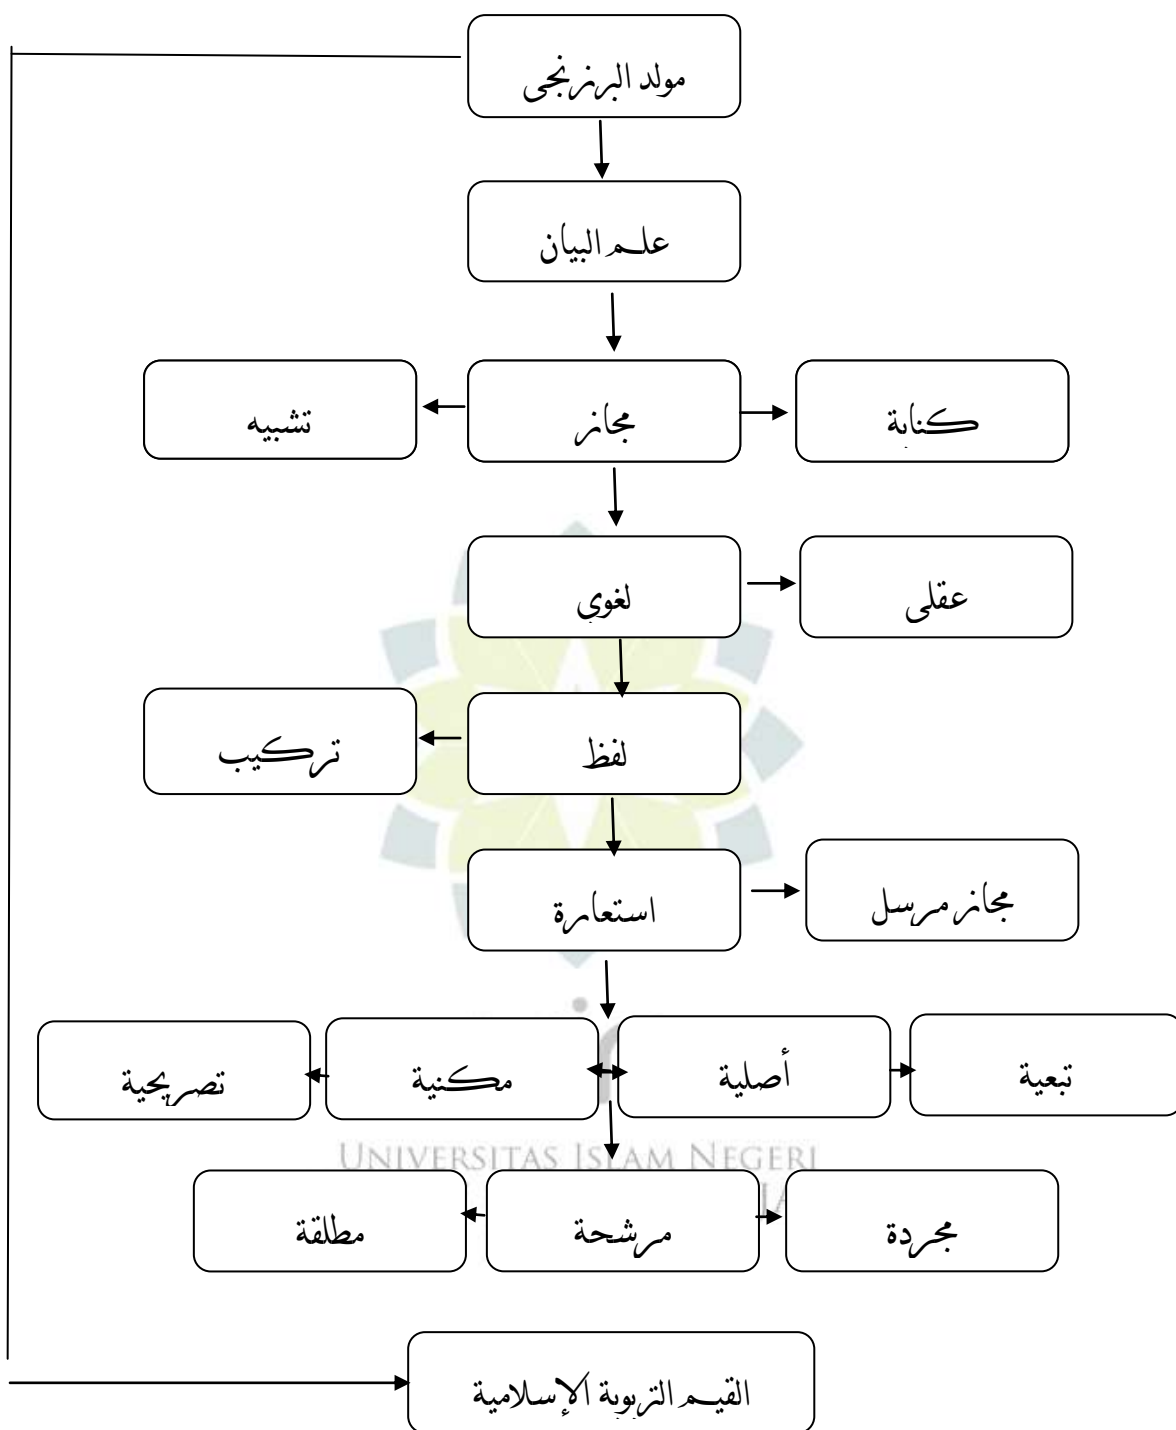 مولد البرزنجى
علم البيان
كناية
مجاز
تشبيه
عقلى
لغوي
لفظ
تركيب
استعارة
مجاز مرسل
تبعية
أصلية
مكنية
تصريحية
UNIVERSITAS ISLAM NEGERI
مجردة
مرشحة
مطلقة
القيم التربوية الإسلامية